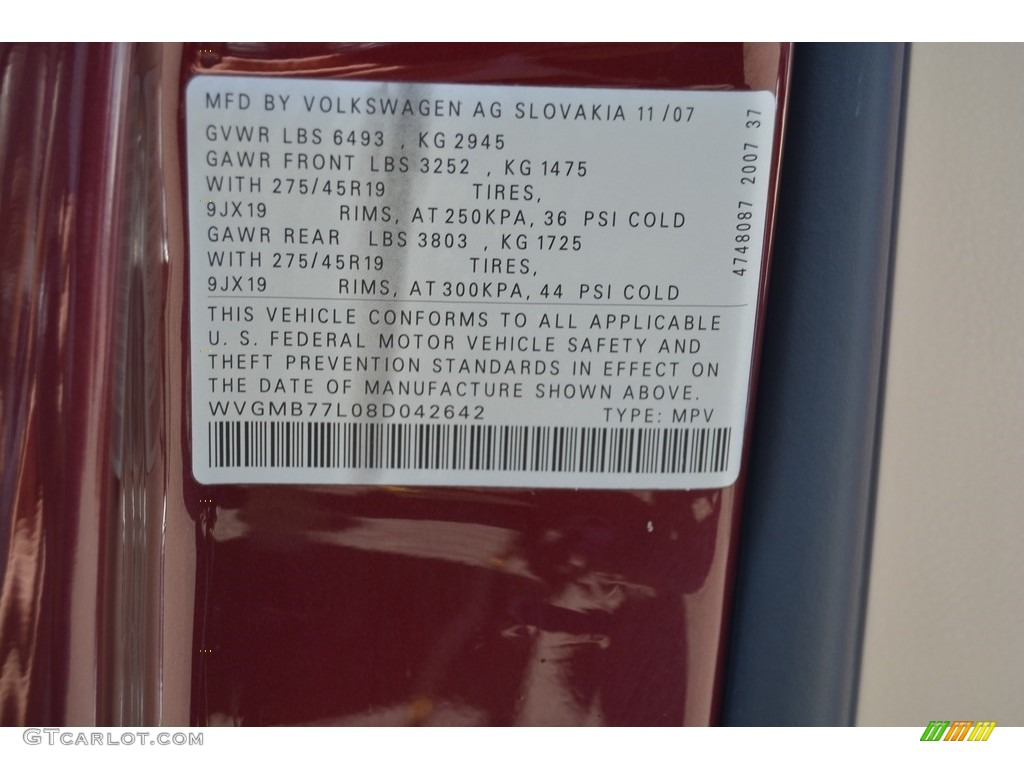 MFD BY VOLKSWAGEN AG SLOVAKIA 11/07
GVWR LBS 6493 , KG 2945
GAWR FRONT LBS 3252 , KG 1475
WITH 275/45R19 TIRES,
9JX19 RIMS, AT 250KPA, 36 PSI COLD
GAWR REAR LBS 3803 , KG 1725
WITH 275/45R19 TIRES,
9JX19 RIMS, AT 300KPA, 44 PSI COLD
THIS VEHICLE CONFORMS TO ALL APPLICABLE
U. S. FEDERAL MOTOR VEHICLE SAFETY AND
THEFT PREVENTION STANDARDS IN EFFECT ON
THE DATE OF MANUFACTURE SHOWN ABOVE.
WVGMB77L08D042642 TYPE: MPV
4748087 2007 37
GTCARLOT.COM